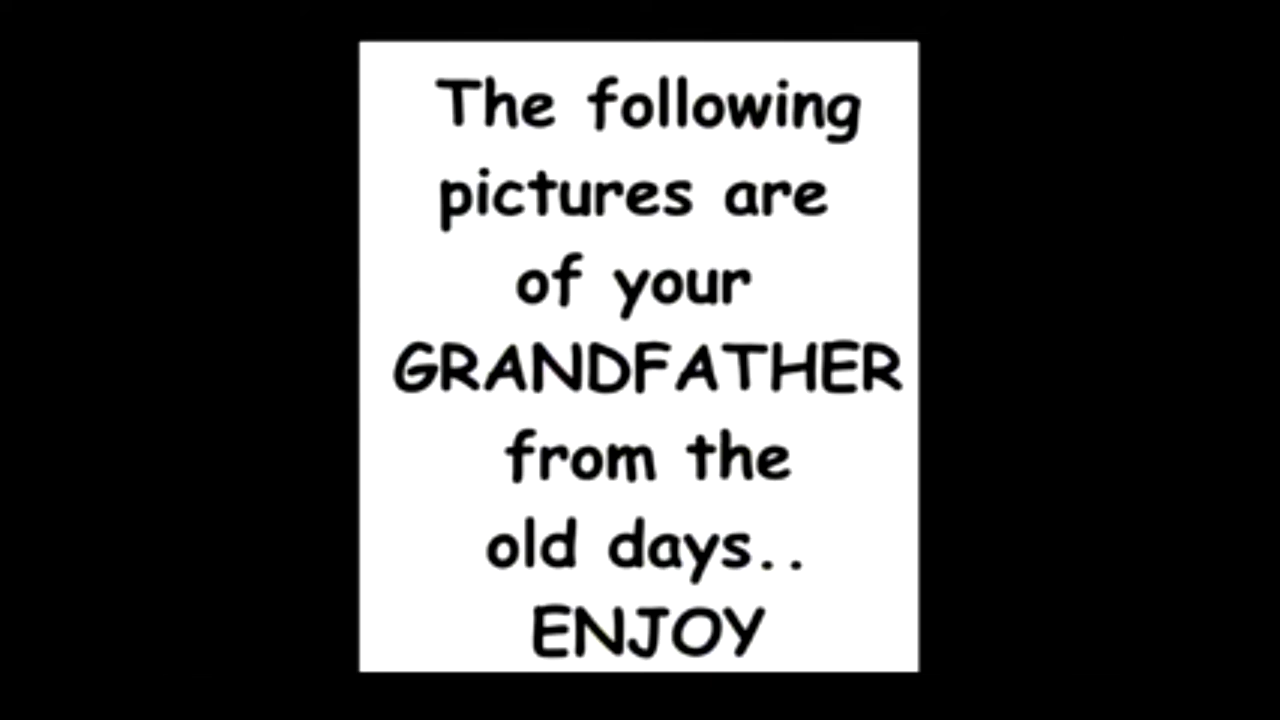 The following
pictures are
of your
GRANDFATHER
from the
old days..
ENJOY